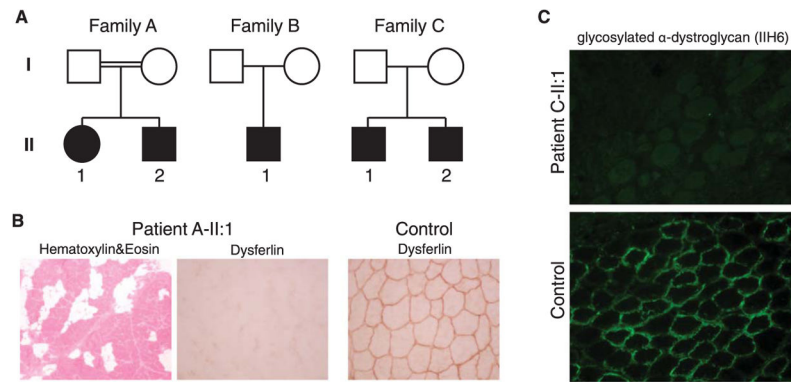 A
Family A
Family B
Family C
I
II
1
2
1
1
2
B
Patient A-II:1
Control
Hematoxylin&Eosin
Dysferlin
Dysferlin
C
glycosylated α-dystroglycan (IIH6)
Patient C-II:1
Control